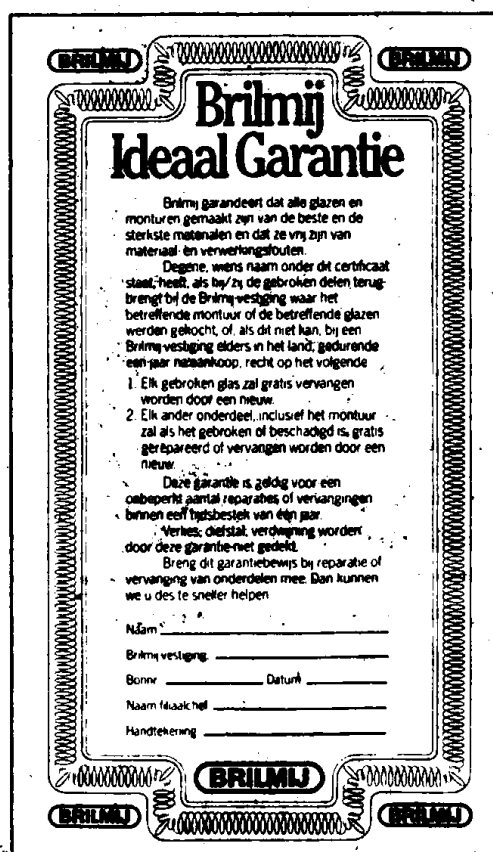 BRILMIJ BRILMIJ
Brilmij
Ideaal Garantie
Brilmij garandeert dat alle glazen en
monturen gemaakt zijn van de beste en de
sterkste materialen en dat ze vrij zijn van
materiaal- en verwerkingsfouten.
Degene, wiens naam onder dit certificaat
staat, heeft, als hij/zij de gebroken delen terug-
brengt bij de Brilmij-vestiging waar het
betreffende montuur of de betreffende glazen
werden gekocht, of, als dit niet kan, bij een
Brilmij-vestiging elders in het land, gedurende
een jaar na aankoop, recht op het volgende
1. Elk gebroken glas zal gratis vervangen
worden door een nieuw.
2. Elk ander onderdeel, inclusief het montuur
zal als het gebroken of beschadigd is, gratis
gerepareerd of vervangen worden door een
nieuw.
Deze garantie is geldig voor een
onbeperkt aantal reparaties of vervangingen
binnen een tijdsbestek van één jaar.
Verlies, diefstal, verdwijning worden
door deze garantie niet gedekt.
Breng dit garantiebewijs bij reparatie of
vervanging van onderdelen mee. Dan kunnen
we u des te sneller helpen
Naam
Brilmij vestiging
Bonnr Datum
Naam filiaalchef
Handtekening
BRILMIJ
BRILMIJ BRILMIJ